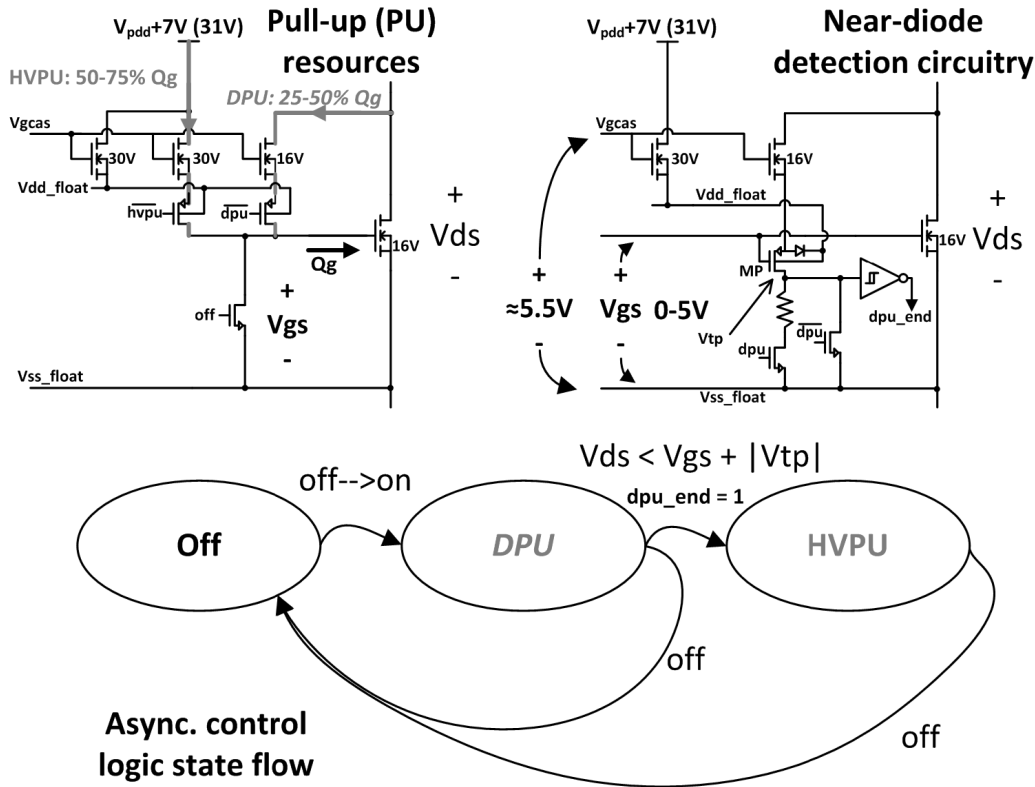 Pull-up (PU)
resources
Vpdd+7V (31V)
HVPU: 50-75% Qg
DPU: 25-50% Qg
Vgcas
30V
30V
16V
Vdd_float
hvpu
dpu
Qg
16V
+
Vds
-
off
+
Vgs
-
Vss_float
Near-diode
detection circuitry
Vpdd+7V (31V)
Vgcas
30V
16V
Vdd_float
+
Vds
-
16V
MP
+
≈5.5V
-
+
Vgs 0-5V
-
Vtp
dpu
dpu
dpu_end
Vss_float
Vds < Vgs + |Vtp|
off-->on
dpu_end = 1
Off
DPU
HVPU
off
off
Async. control
logic state flow